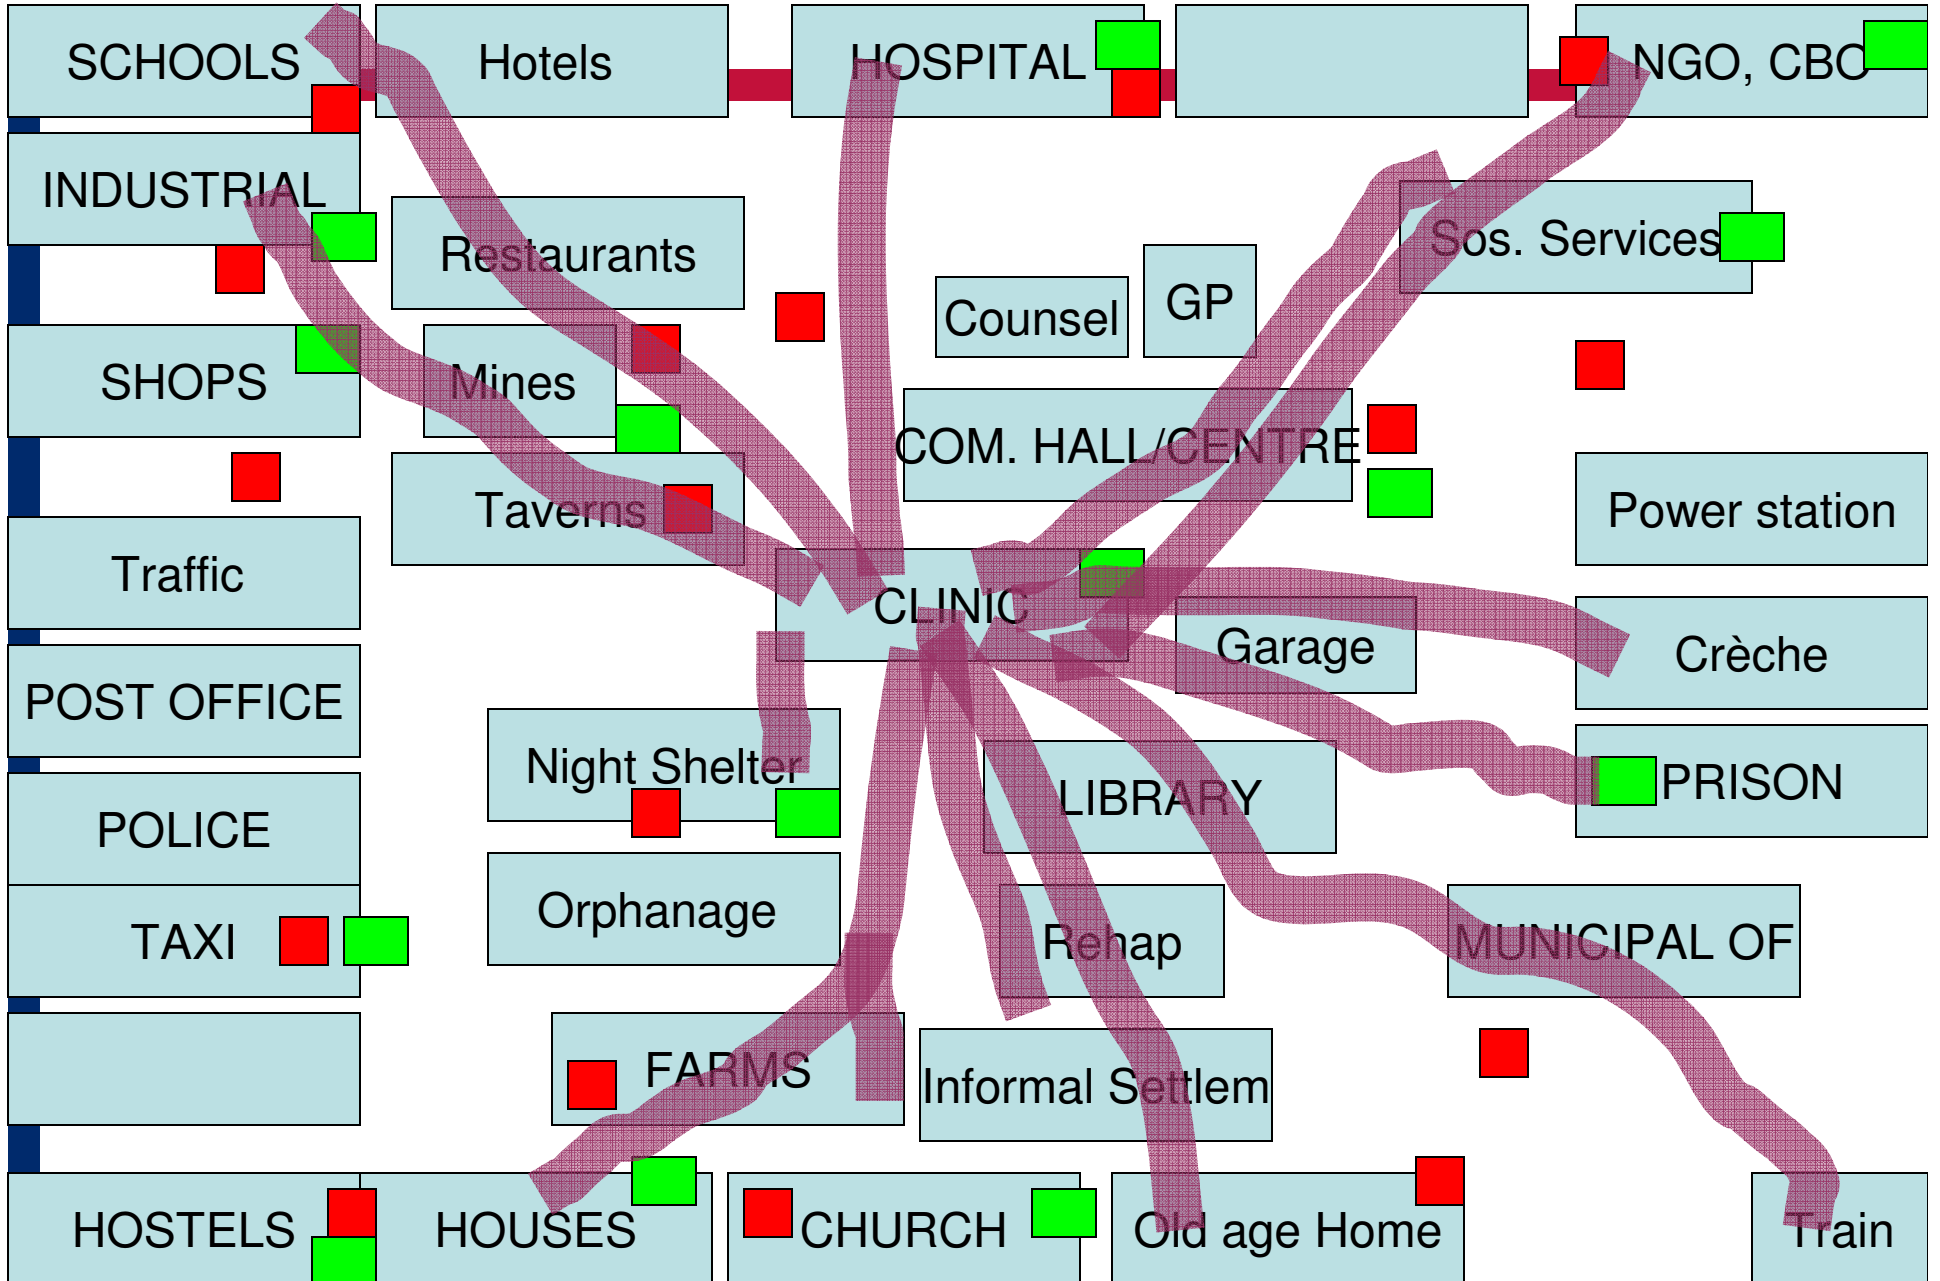 SCHOOLS
Hotels
HOSPITAL
NGO, CBO
INDUSTRIAL
Restaurants
Sos. Services
Counsel
GP
SHOPS
Mines
COM. HALL/CENTRE
Taverns
Power station
Traffic
CLINIC
Garage
Crèche
POST OFFICE
Night Shelter
LIBRARY
PRISON
POLICE
Orphanage
TAXI
Rehap
MUNICIPAL OF
FARMS
Informal Settlem
HOSTELS
HOUSES
CHURCH
Old age Home
Train